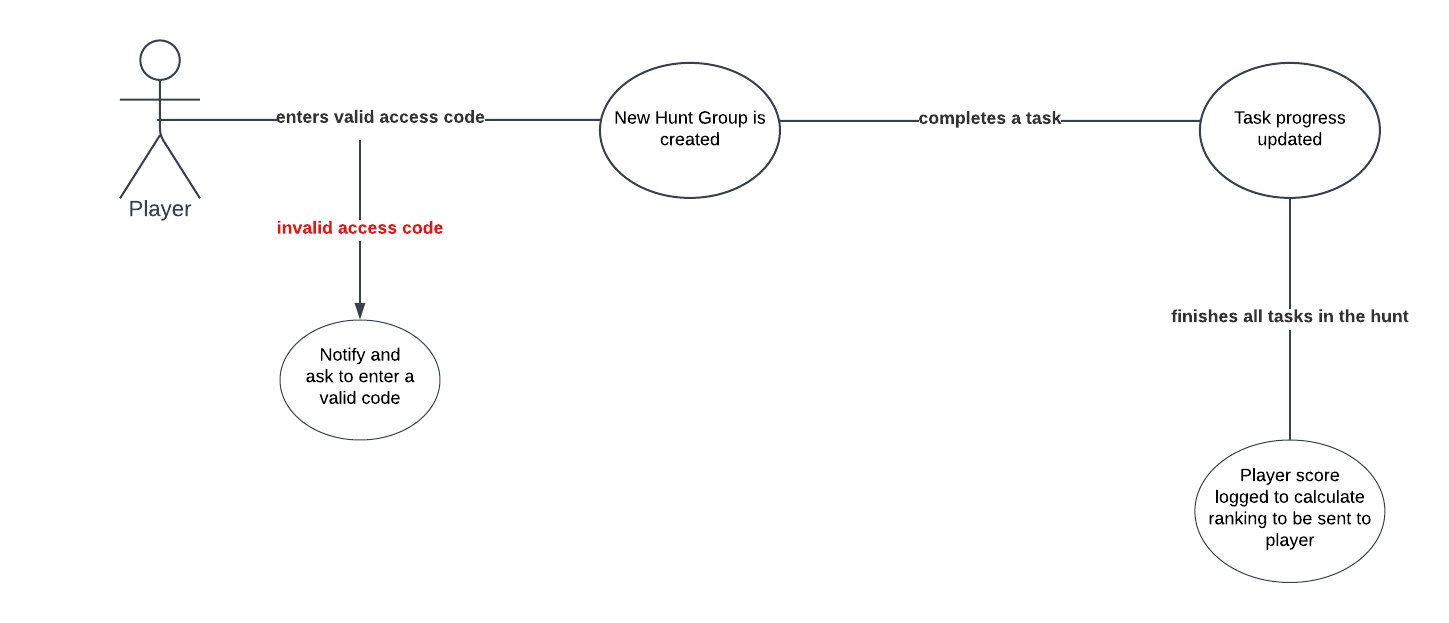 enters valid access code
New Hunt Group is
created
completes a task
Task progress
updated
Player
invalid access code
finishes all tasks in the hunt
Notify and
ask to enter a
valid code
Player score
logged to calculate
ranking to be sent to
player